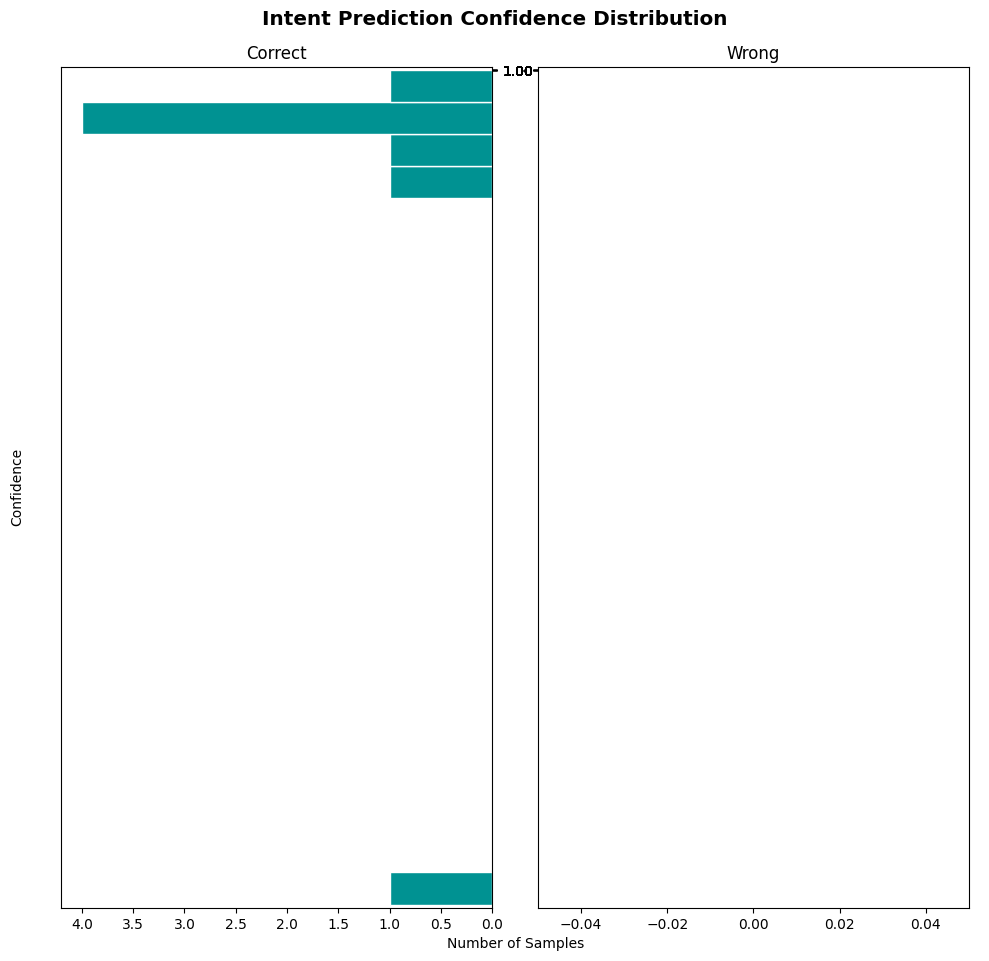 Intent Prediction Confidence Distribution
Correct
Wrong
1.00
Confidence
4.0 3.5 3.0 2.5 2.0 1.5 1.0 0.5 0.0
−0.04 −0.02 0.00 0.02 0.04
Number of Samples